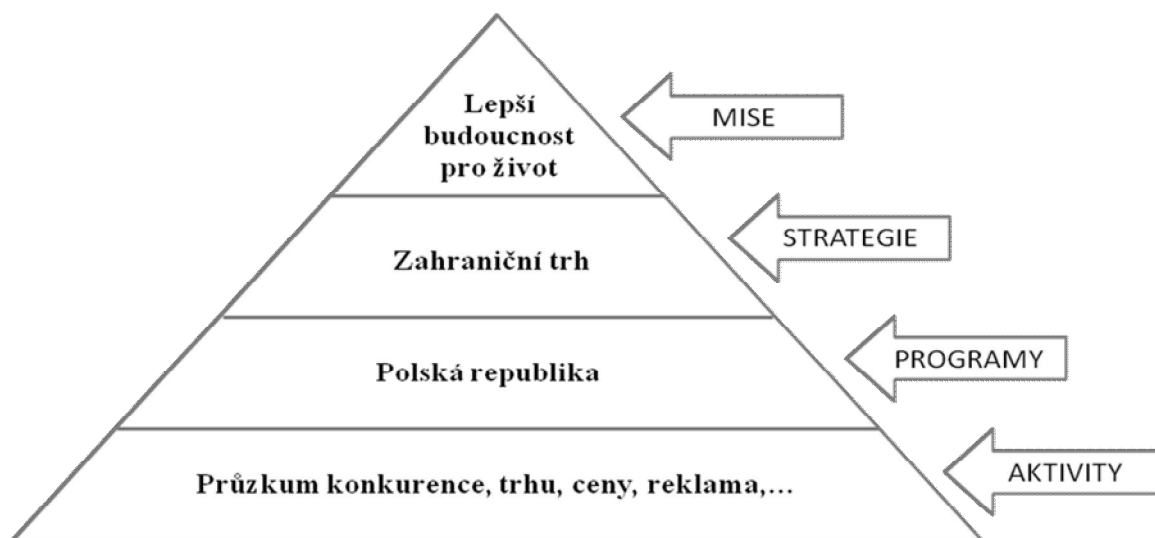 Lepší
budoucnost
pro život
MISE
Zahraniční trh
STRATEGIE
Polská republika
PROGRAMY
Průzkum konkurence, trhu, ceny, reklama,...
AKTIVITY